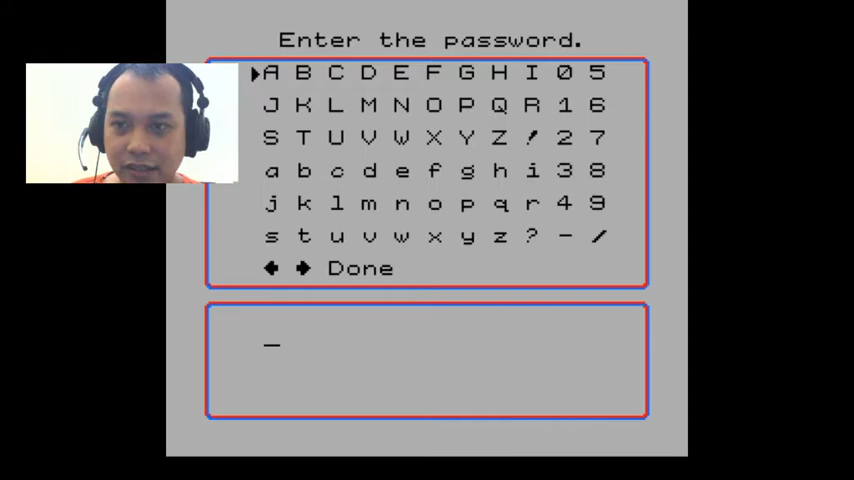 Enter the password.
A B C D E F G H I 0 5
J K L M N O P Q R 1 6
S T U V W X Y Z ! 2 7
a b c d e f g h i 3 8
j k l m n o p q r 4 9
s t u v w x y z ? - /
Done